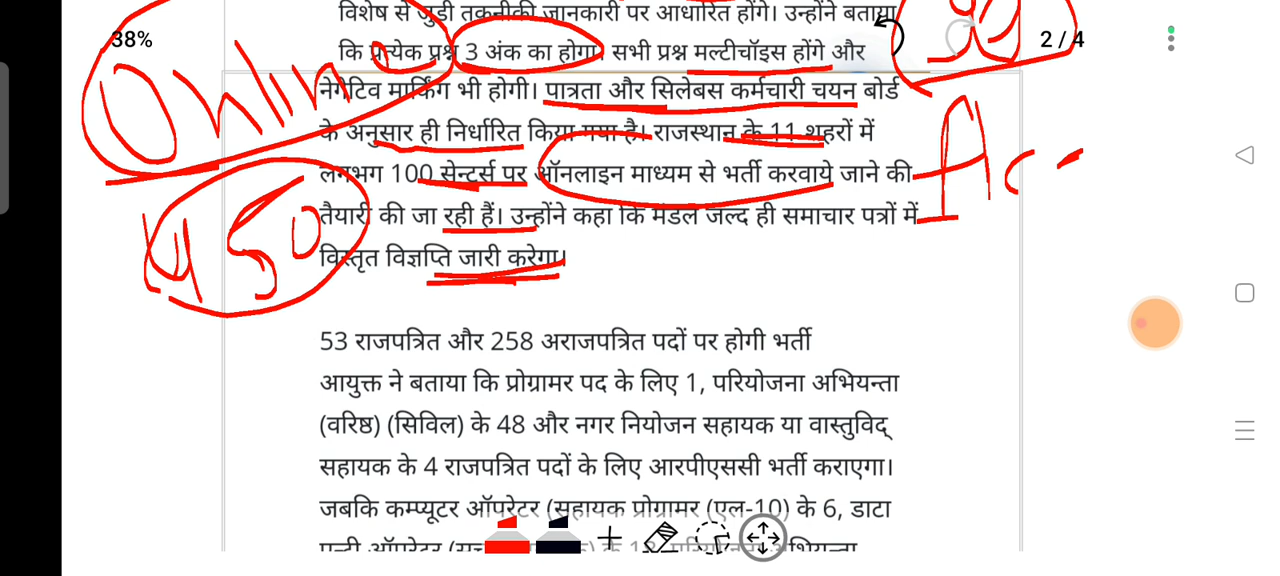 विशेष से जुडी तकनीकी जानकारी पर आधारित होंगे। उन्होंने बताया
38%
2 / 4
कि प्रत्येक प्रश्न 3 अंक का होगा, सभी प्रश्न मल्टीचॉइस होंगे और
Online
नेगेटिव मार्किंग भी होगी। पात्रता और सिलेबस कर्मचारी चयन बोर्ड
के अनुसार ही निर्धारित किया गया है। राजस्थान के 11 शहरों में
लगभग 100 सेन्टर्स पर ऑनलाइन माध्यम से भर्ती करवाये जाने की
तैयारी की जा रही हैं। उन्होंने कहा कि मंडल जल्द ही समाचार पत्रों में
450
विस्तृत विज्ञप्ति जारी करेगा।
53 राजपत्रित और 258 अराजपत्रित पदों पर होगी भर्ती
आयुक्त ने बताया कि प्रोग्रामर पद के लिए 1, परियोजना अभियन्ता
(वरिष्ठ) (सिविल) के 48 और नगर नियोजन सहायक या वास्तुविद्
सहायक के 4 राजपत्रित पदों के लिए आरपीएससी भर्ती कराएगा।
जबकि कम्प्यूटर ऑपरेटर (सहायक प्रोग्रामर (एल-10) के 6, डाटा